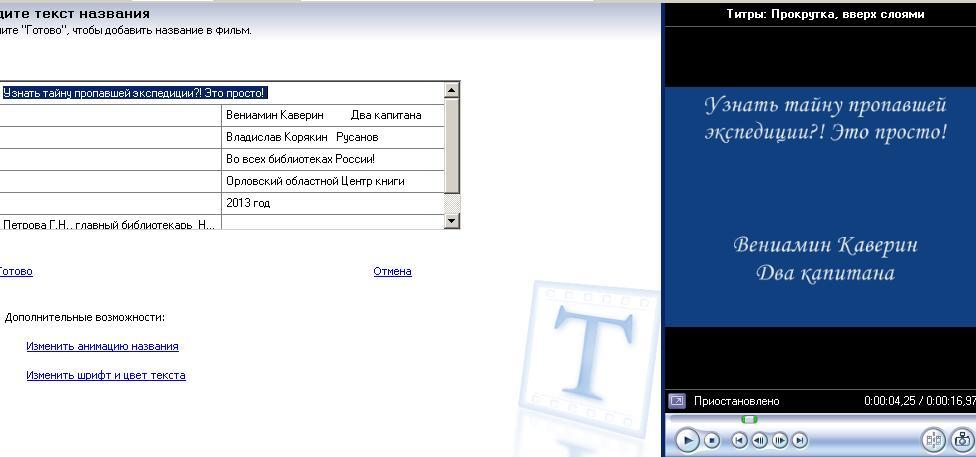 дите текст названия
ите "Готово", чтобы добавить название в фильм.
Узнать тайну пропавшей экспедиции?! Это просто!
Вениамин Каверин Два капитана
Владислав Корякин Русанов
Во всех библиотеках России!
Орловский областной Центр книги
2013 год
Петрова Г.Н., главный библиотекарь Н...
Готово
Отмена
Дополнительные возможности:
Изменить анимацию названия
Изменить шрифт и цвет текста
T
Титры: Прокрутка, вверх слоями
Узнать тайну пропавшей
экспедиции?! Это просто!
Вениамин Каверин
Два капитана
Приостановлено
0:00:04,25 / 0:00:16,97